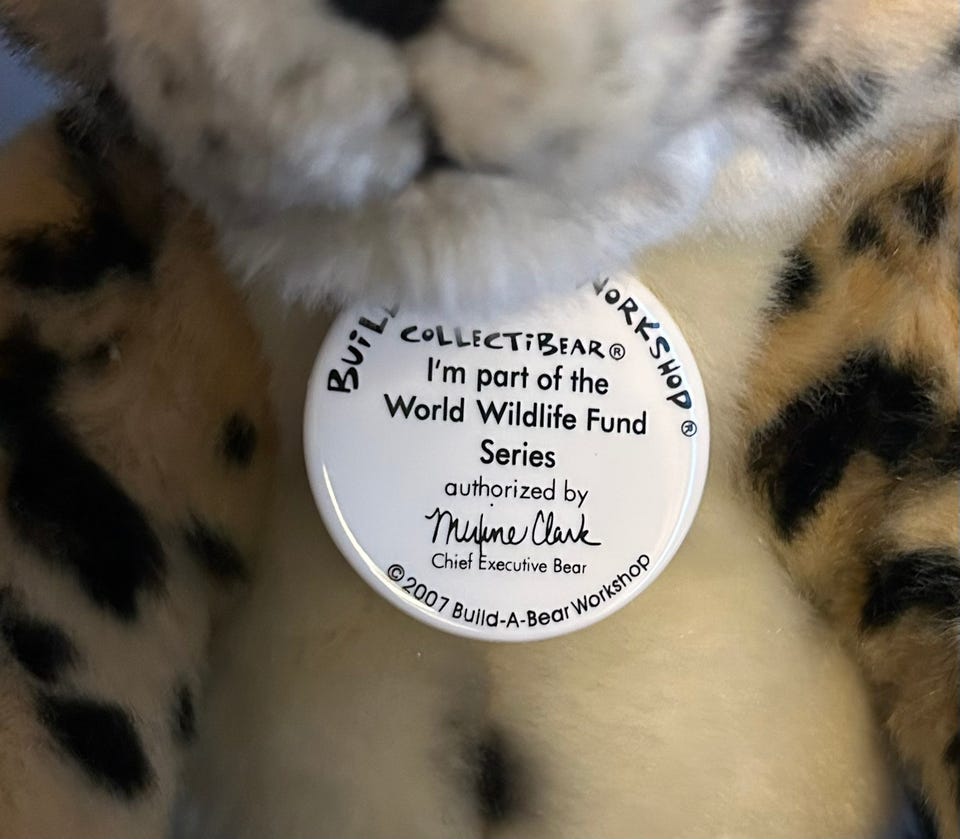 BUiL WORKSHOP®
COLLECTiBEAR®
I'm part of the
World Wildlife Fund
Series
authorized by
Maxine Clark
Chief Executive Bear
© 2007 Build-A-Bear Workshop